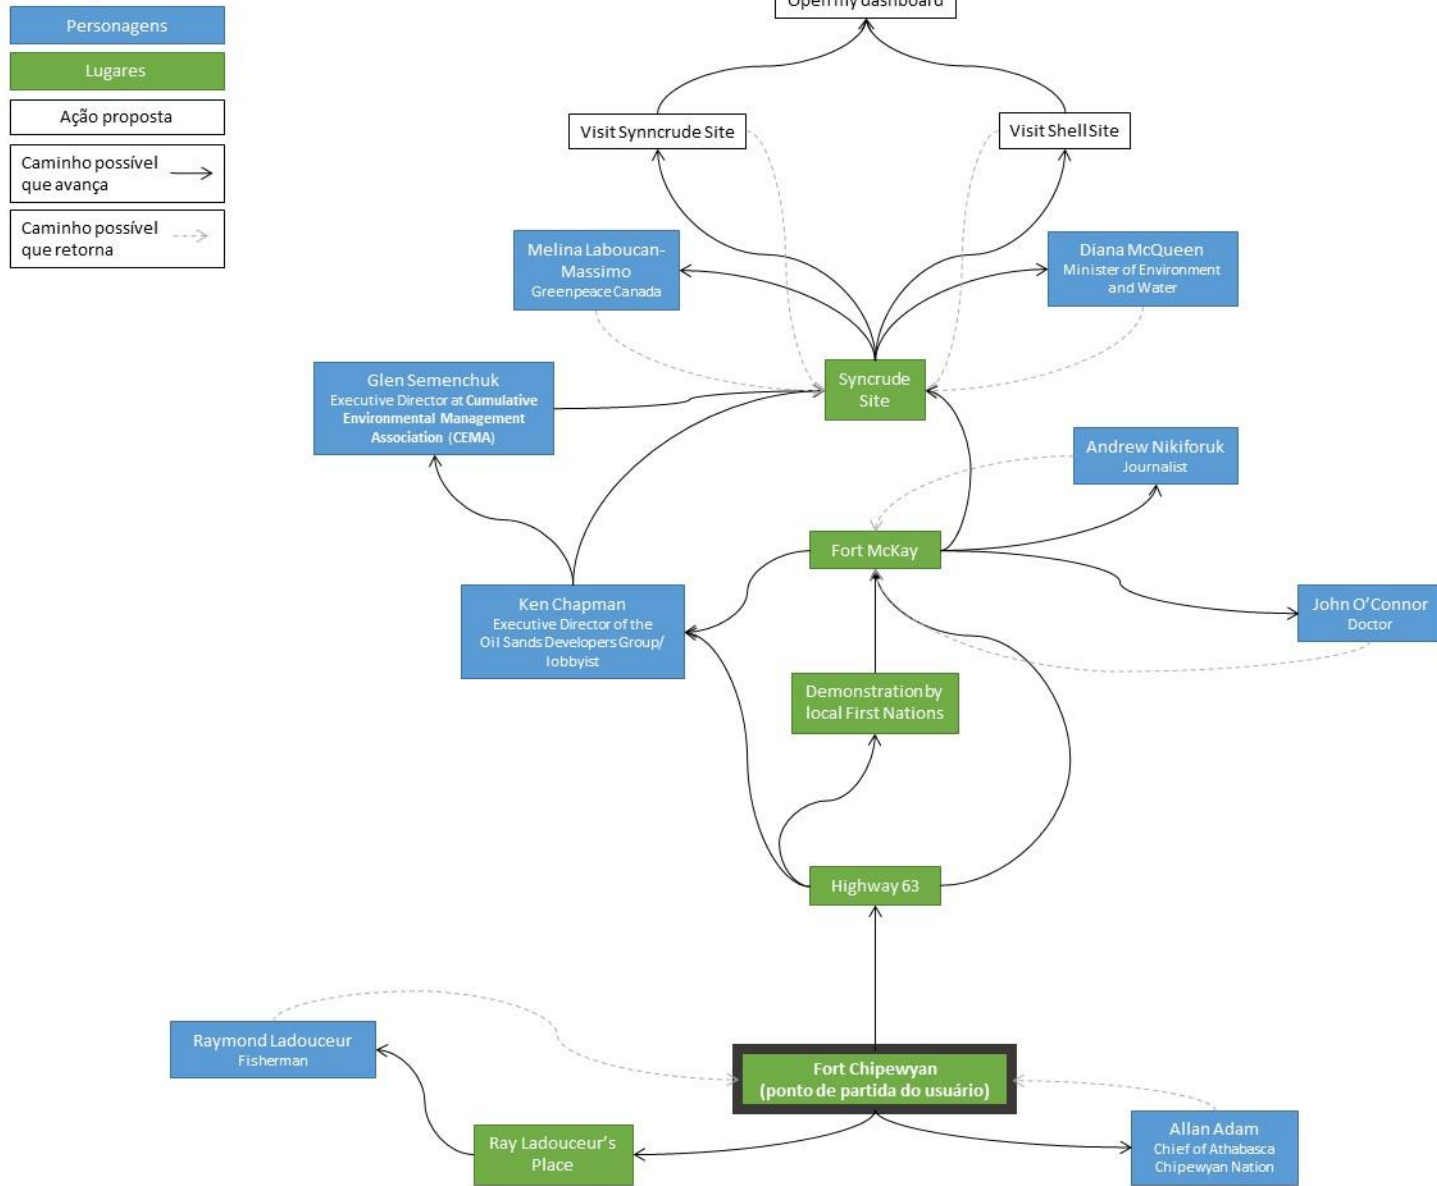 Open my dashboard
Personagens
Lugares
Ação proposta
Caminho possível
que avança
Caminho possível
que retorna
Visit Synncrude Site
Visit Shell Site
Melina Laboucan-
Massimo
Greenpeace Canada
Diana McQueen
Minister of Environment
and Water
Glen Semenchuk
Executive Director at Cumulative
Environmental Management
Association (CEMA)
Syncrude
Site
Andrew Nikiforuk
Journalist
Fort McKay
Ken Chapman
Executive Director of the
Oil Sands Developers Group/
lobbyist
John O'Connor
Doctor
Demonstration by
local First Nations
Highway 63
Raymond Ladouceur
Fisherman
Fort Chipewyan
(ponto de partida do usuário)
Ray Ladouceur's
Place
Allan Adam
Chief of Athabasca
Chipewyan Nation